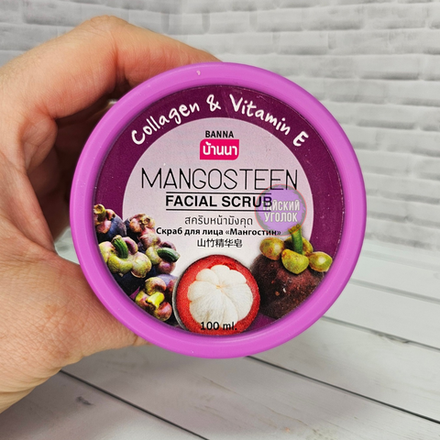 Collagen & Vitamin E
BANNA
บ้านนา
MANGOSTEEN
FACIAL SCRUB
ТАЙСКИЙ
УГОЛОК
สครับหน้ามังคุด
Скраб для лица «Мангостин»
山竹精华皂
100 ml.